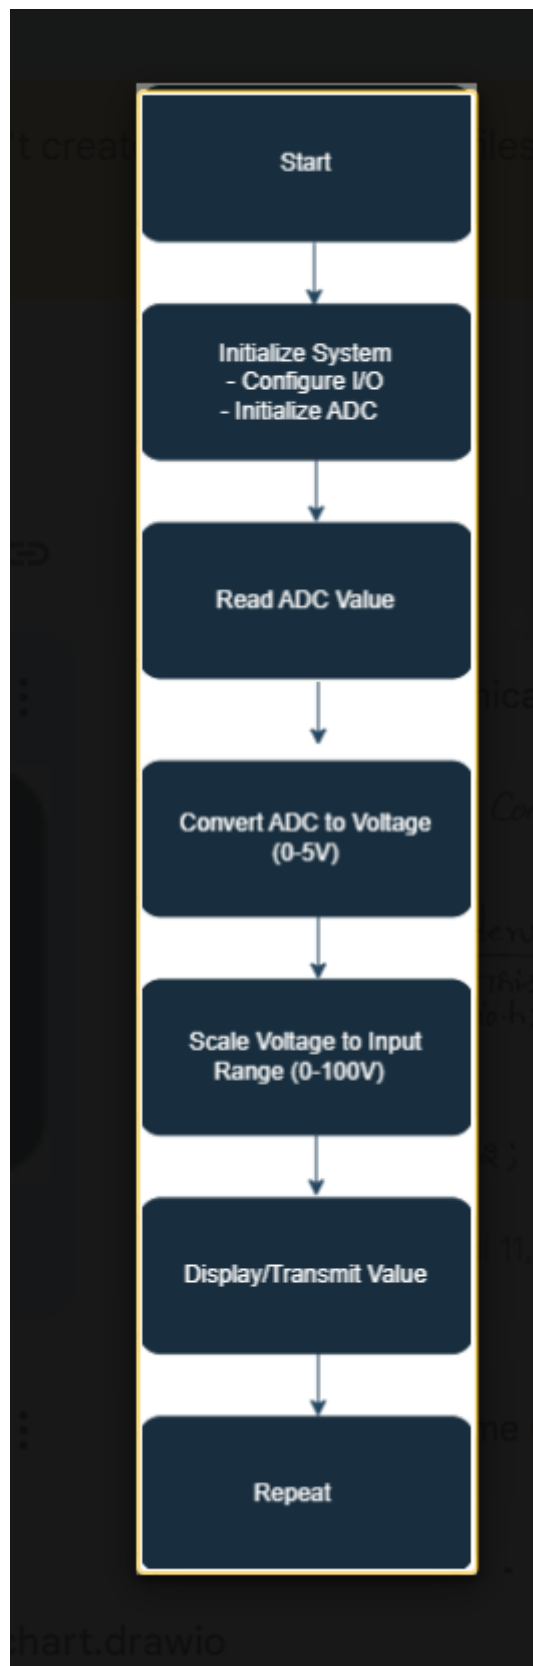 Start
Initialize System
- Configure I/O
- Initialize ADC
Read ADC Value
Convert ADC to Voltage
(0-5V)
Scale Voltage to Input
Range (0-100V)
Display/Transmit Value
Repeat
hart.drawio